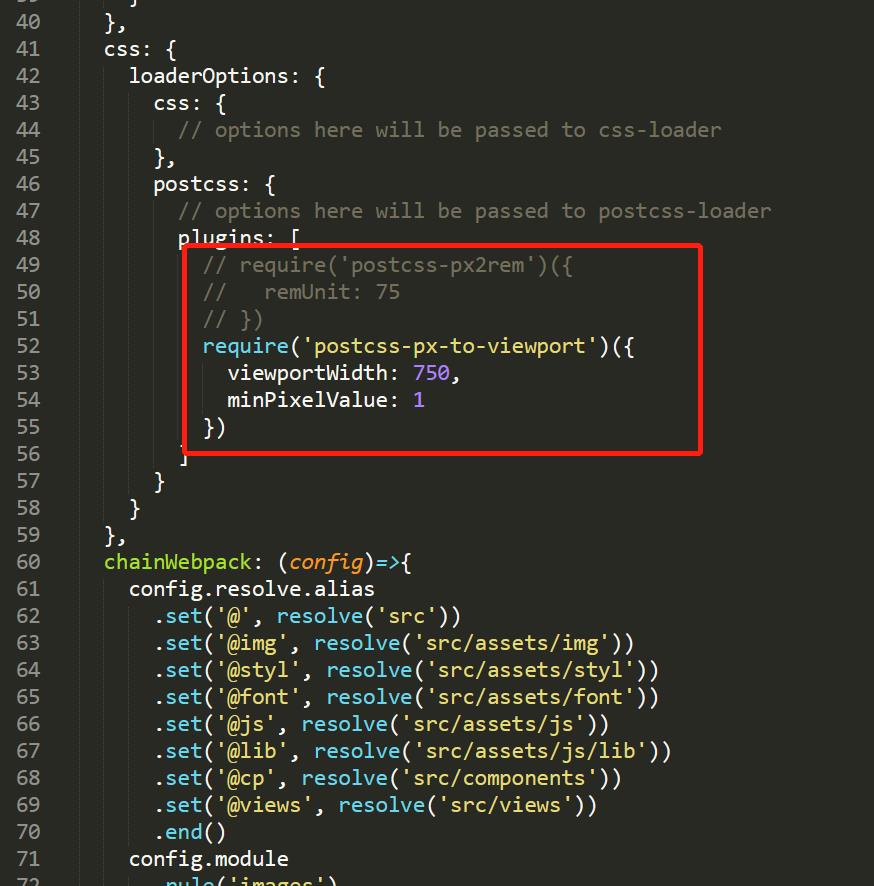 40 },
41 css: {
42 loaderOptions: {
43 css: {
44 // options here will be passed to css-loader
45 },
46 postcss: {
47 // options here will be passed to postcss-loader
48 plugins: [
49 // require('postcss-px2rem')({
50 //   remUnit: 75
51 // })
52 require('postcss-px-to-viewport')({
53 viewportWidth: 750,
54 minPixelValue: 1
55 })
56 ]
57 }
58 }
59 },
60 chainWebpack: (config)=>{
61 config.resolve.alias
62 .set('@', resolve('src'))
63 .set('@img', resolve('src/assets/img'))
64 .set('@styl', resolve('src/assets/styl'))
65 .set('@font', resolve('src/assets/font'))
66 .set('@js', resolve('src/assets/js'))
67 .set('@lib', resolve('src/assets/js/lib'))
68 .set('@cp', resolve('src/components'))
69 .set('@views', resolve('src/views'))
70 .end()
71 config.module
72 .rule('images')